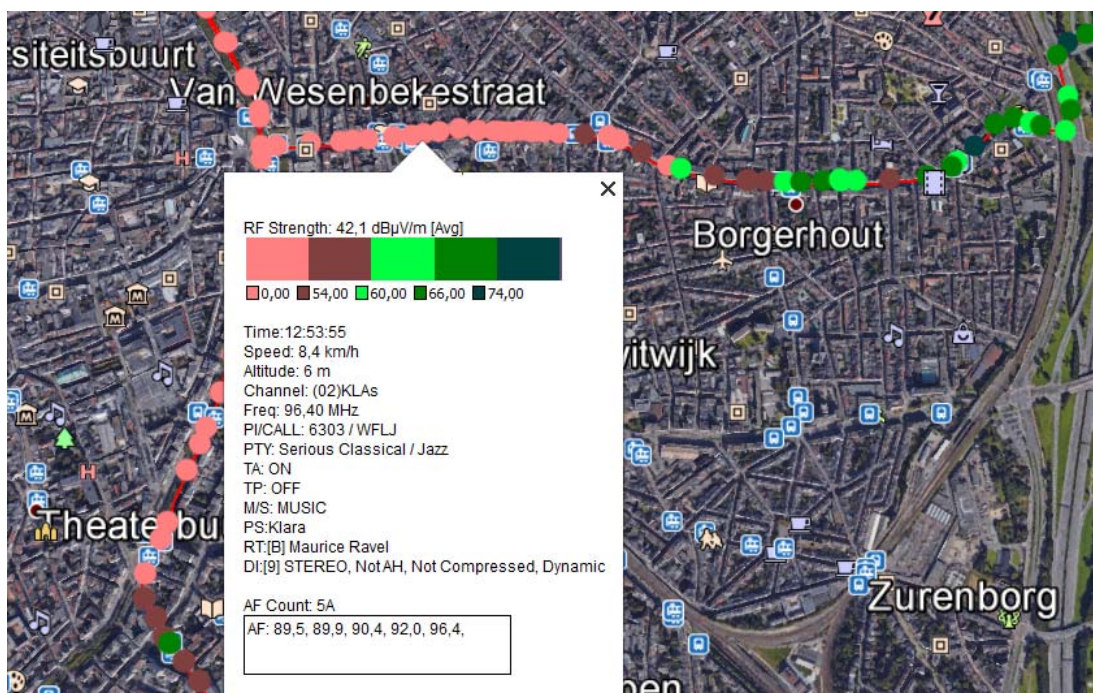 siteitsbuurt
Van Wesenbekestraat
RF Strength: 42,1 dBµV/m [Avg]
0,00 54,00 60,00 66,00 74,00
Borgerhout
Time:12:53:55
Speed: 8,4 km/h
Altitude: 6 m
Channel: (02)KLAs
Freq: 96,40 MHz
PI/CALL: 6303 / WFLJ
PTY: Serious Classical / Jazz
TA: ON
TP: OFF
M/S: MUSIC
PS:Klara
RT:[B] Maurice Ravel
DI:[9] STEREO, Not AH, Not Compressed, Dynamic
AF Count: 5A
AF: 89,5, 89,9, 90,4, 92,0, 96,4,
witwijk
Theaterbu
Zurenborg